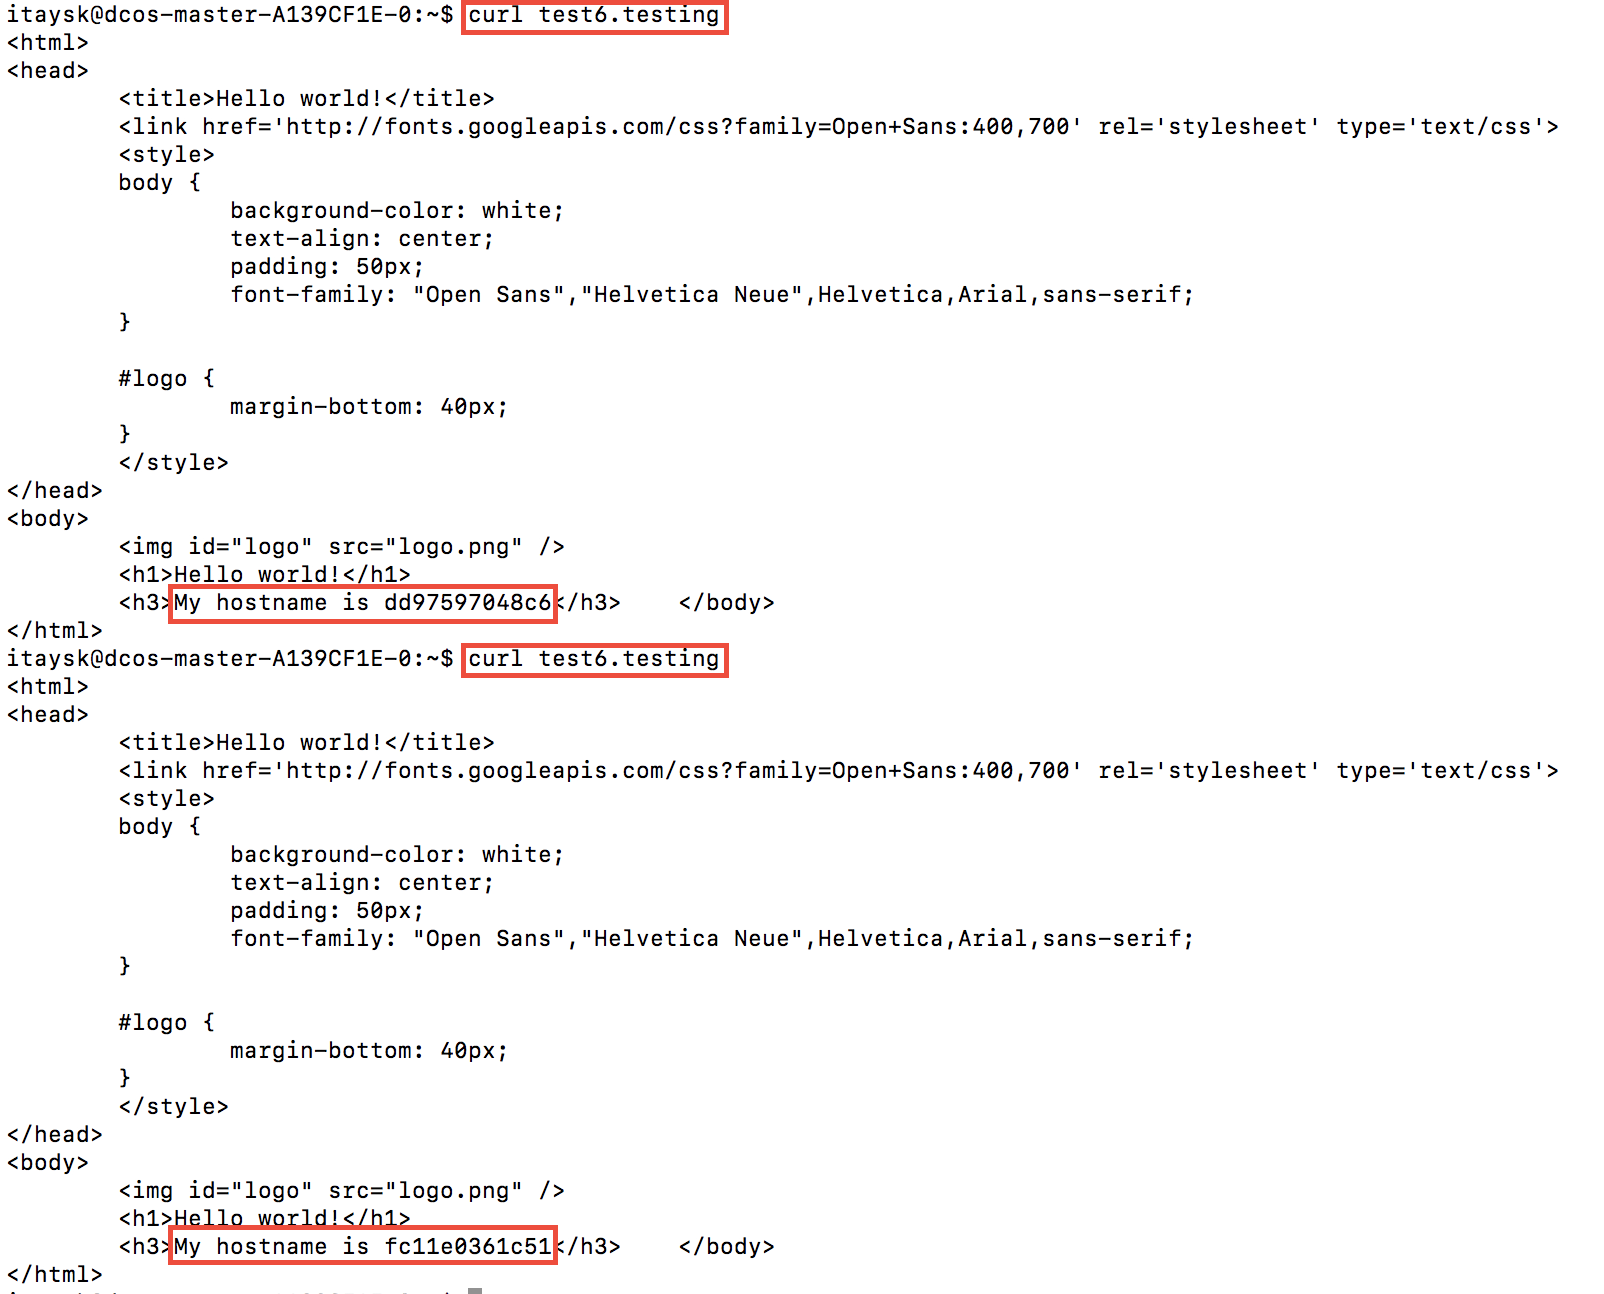 itaysk@dcos-master-A139CF1E-0:~$ curl test6.testing
<html>
<head>
        <title>Hello world!</title>
        <link href='http://fonts.googleapis.com/css?family=Open+Sans:400,700' rel='stylesheet' type='text/css'>
        <style>
        body {
                background-color: white;
                text-align: center;
                padding: 50px;
                font-family: "Open Sans","Helvetica Neue",Helvetica,Arial,sans-serif;
        }

        #logo {
                margin-bottom: 40px;
        }
        </style>
</head>
<body>
        <img id="logo" src="logo.png" />
        <h1>Hello world!</h1>
        <h3>My hostname is dd97597048c6</h3>    </body>
</html>
itaysk@dcos-master-A139CF1E-0:~$ curl test6.testing
<html>
<head>
        <title>Hello world!</title>
        <link href='http://fonts.googleapis.com/css?family=Open+Sans:400,700' rel='stylesheet' type='text/css'>
        <style>
        body {
                background-color: white;
                text-align: center;
                padding: 50px;
                font-family: "Open Sans","Helvetica Neue",Helvetica,Arial,sans-serif;
        }

        #logo {
                margin-bottom: 40px;
        }
        </style>
</head>
<body>
        <img id="logo" src="logo.png" />
        <h1>Hello world!</h1>
        <h3>My hostname is fc11e0361c51</h3>    </body>
</html>